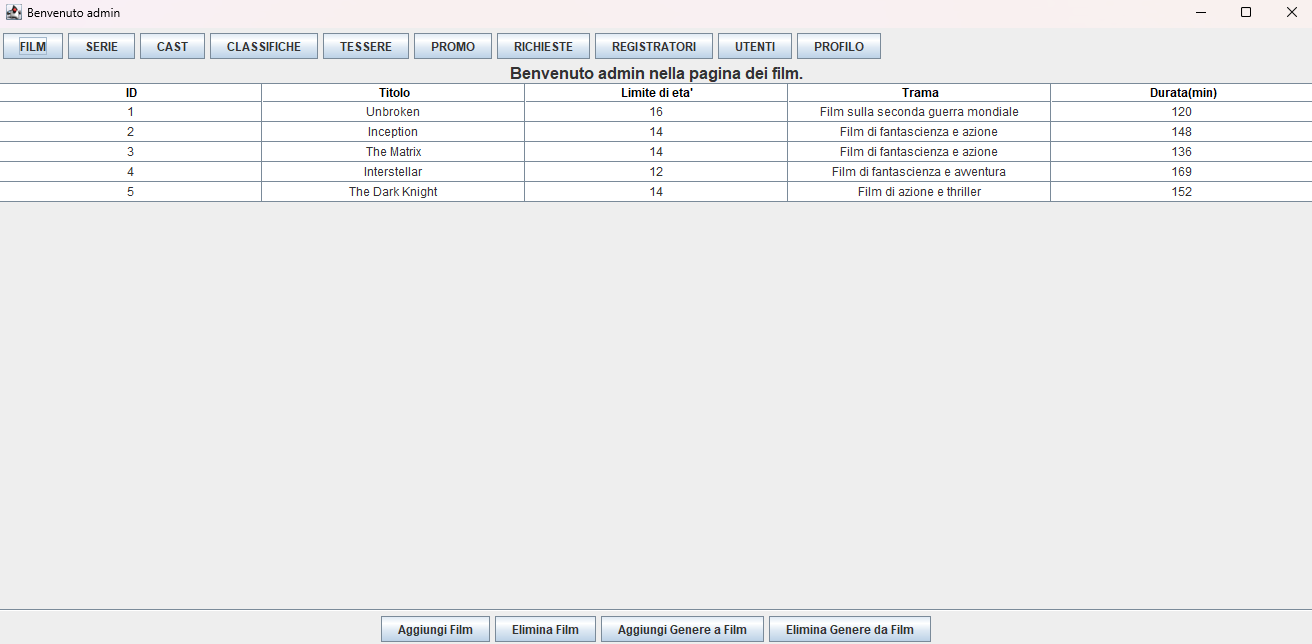 Benvenuto admin
FILM SERIE CAST CLASSIFICHE TESSERE PROMO RICHIESTE REGISTRATORI UTENTI PROFILO
Benvenuto admin nella pagina dei film.
ID Titolo Limite di eta' Trama Durata(min)
1 Unbroken 16 Film sulla seconda guerra mondiale 120
2 Inception 14 Film di fantascienza e azione 148
3 The Matrix 14 Film di fantascienza e azione 136
4 Interstellar 12 Film di fantascienza e avventura 169
5 The Dark Knight 14 Film di azione e thriller 152
Aggiungi Film Elimina Film Aggiungi Genere a Film Elimina Genere da Film